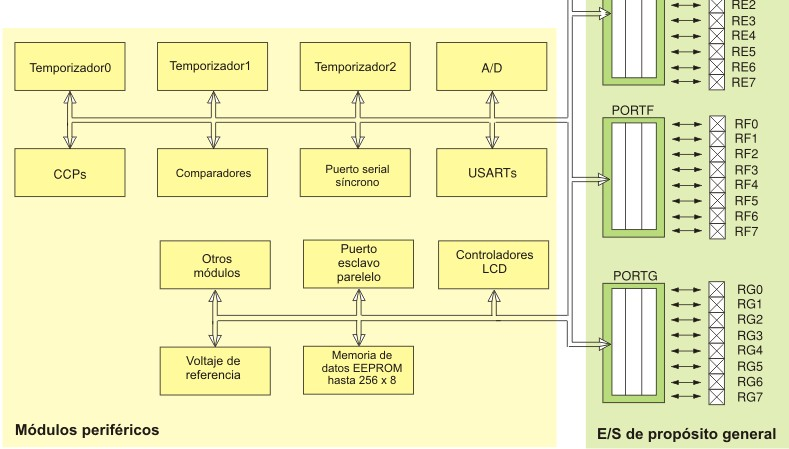 Temporizador0
Temporizador1
Temporizador2
A/D
CCPs
Comparadores
Puerto serial
síncrono
USARTs
Otros
módulos
Puerto
esclavo
parelelo
Controladores
LCD
Voltaje de
referencia
Memoria de
datos EEPROM
hasta 256 x 8
Módulos periféricos
RE2
RE3
RE4
RE5
RE6
RE7
PORTF
RF0
RF1
RF2
RF3
RF4
RF5
RF6
RF7
PORTG
RG0
RG1
RG2
RG3
RG4
RG5
RG6
RG7
E/S de propósito general